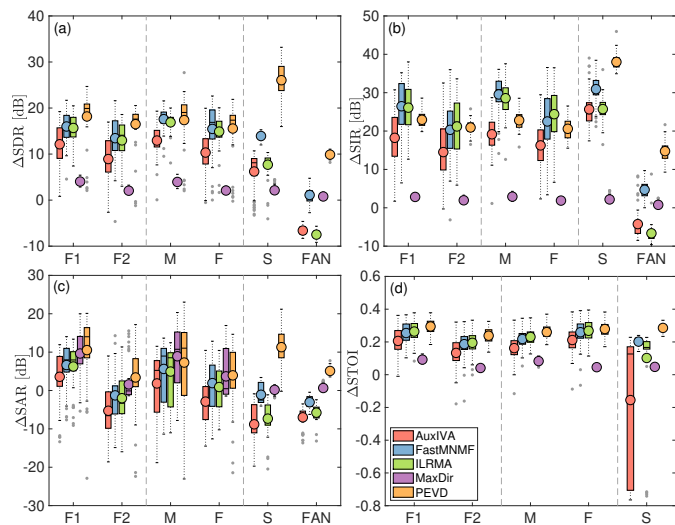 (a)
ΔSDR [dB]
40
30
20
10
0
-10
F1 F2 M F S FAN
(b)
ΔSIR [dB]
50
40
30
20
10
0
-10
F1 F2 M F S FAN
(c)
ΔSAR [dB]
30
20
10
0
-10
-20
-30
F1 F2 M F S FAN
(d)
ΔSTOI
0.6
0.4
0.2
0.0
-0.2
-0.4
-0.6
-0.8
AuxIVA
FastMNMF
ILRMA
MaxDir
PEVD
F1 F2 M F S